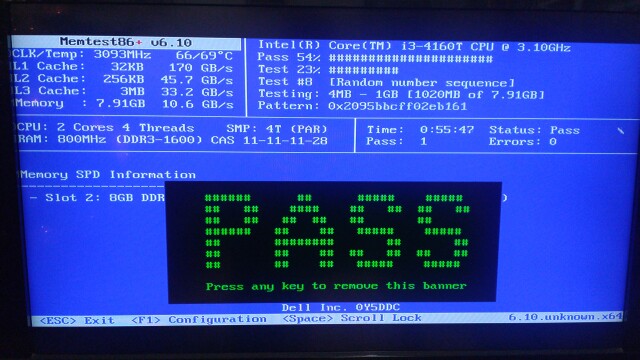 Memtest86+ v6.10
CLK/Temp: 3093MHz 66/69°C
L1 Cache: 32KB 170 GB/s
L2 Cache: 256KB 45.7 GB/s
L3 Cache: 3MB 33.2 GB/s
Memory : 7.91GB 10.6 GB/s
Intel(R) Core(TM) i3-4160T CPU @ 3.10GHz
Pass 54% #####################
Test 23% #########
Test #8 [Random number sequence]
Testing: 4MB - 1GB [1020MB of 7.91GB]
Pattern: 0x2095bbcff02eb161
CPU: 2 Cores 4 Threads SMP: 4T (PAR)
RAM: 800MHz (DDR3-1600) CAS 11-11-11-28
Time: 0:55:47 Status: Pass \
Pass: 1 Errors: 0
Memory SPD Information
- Slot 2: 8GB DDR
PASS
Press any key to remove this banner
Dell Inc. 0Y5DDC
<ESC> Exit <F1> Configuration <Space> Scroll Lock 6.10.unknown.x64